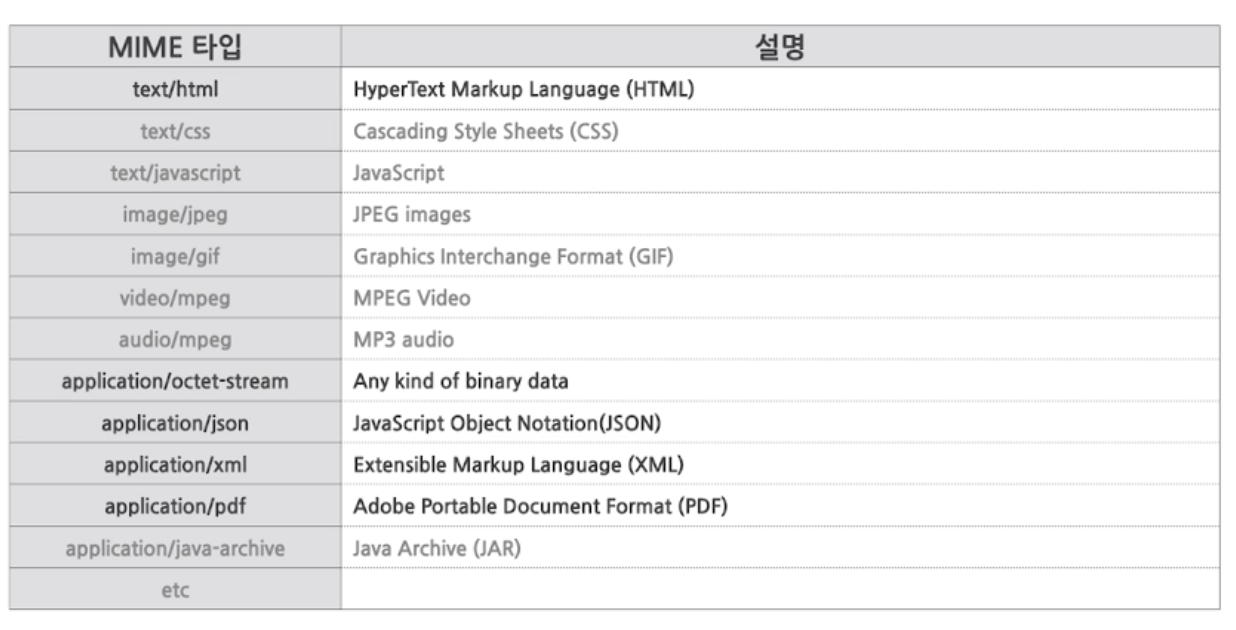 MIME 타입 설명
text/html HyperText Markup Language (HTML)
text/css Cascading Style Sheets (CSS)
text/javascript JavaScript
image/jpeg JPEG images
image/gif Graphics Interchange Format (GIF)
video/mpeg MPEG Video
audio/mpeg MP3 audio
application/octet-stream Any kind of binary data
application/json JavaScript Object Notation(JSON)
application/xml Extensible Markup Language (XML)
application/pdf Adobe Portable Document Format (PDF)
application/java-archive Java Archive (JAR)
etc